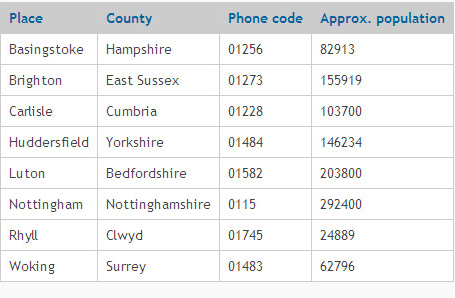 Place County Phone code Approx. population
Basingstoke Hampshire 01256 82913
Brighton East Sussex 01273 155919
Carlisle Cumbria 01228 103700
Huddersfield Yorkshire 01484 146234
Luton Bedfordshire 01582 203800
Nottingham Nottinghamshire 0115 292400
Rhyll Clwyd 01745 24889
Woking Surrey 01483 62796